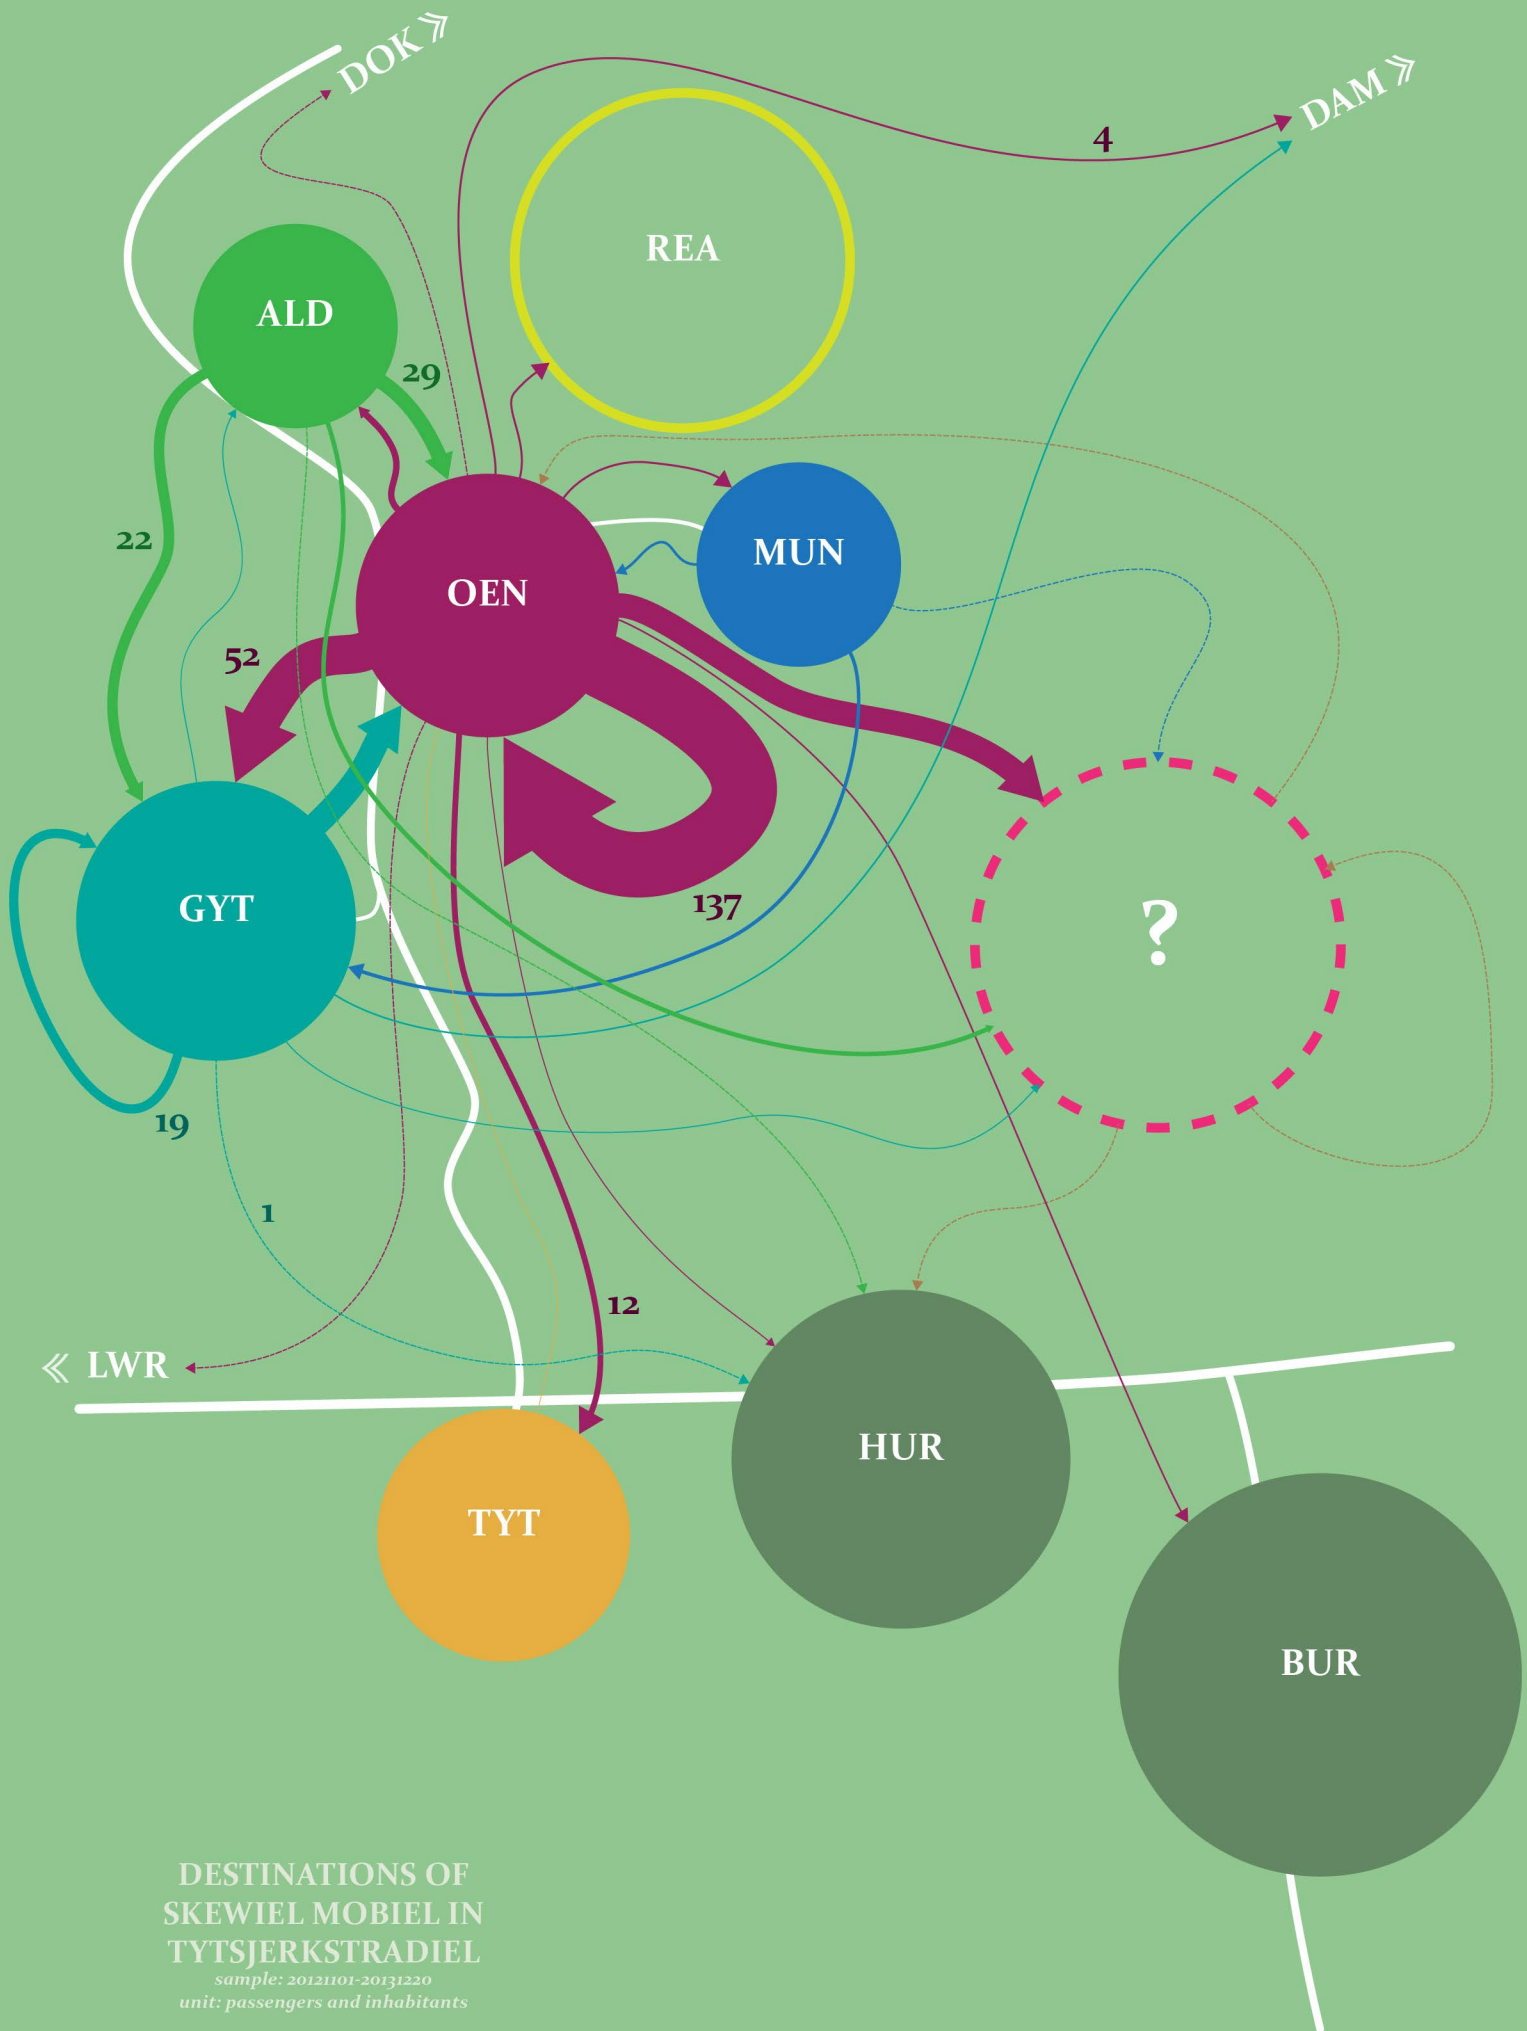 DOK
DAM
4
REA
ALD
29
MUN
22
OEN
52
137
GYT
?
19
1
12
LWR
HUR
TYT
BUR
DESTINATIONS OF
SKEWIEL MOBIEL IN
TYTSJERKSTRADIEL
sample: 20121101-20131220
unit: passengers and inhabitants